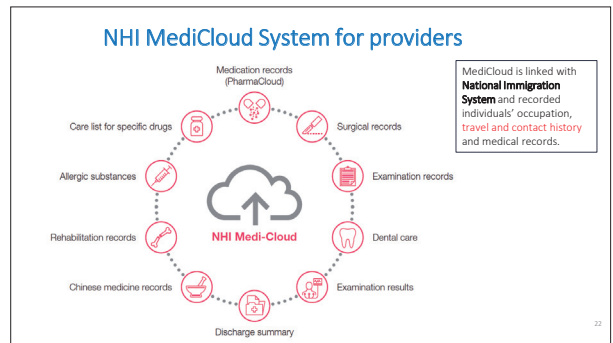 NHI MediCloud System for providers
MediCloud is linked with
National Immigration
System and recorded
individuals' occupation,
travel and contact history
and medical records.
Medication records
(PharmaCloud)
Care list for specific drugs
Surgical records
Allergic substances
Examination records
NHI Medi-Cloud
Rehabilitation records
Dental care
Chinese medicine records
Examination results
Discharge summary
22